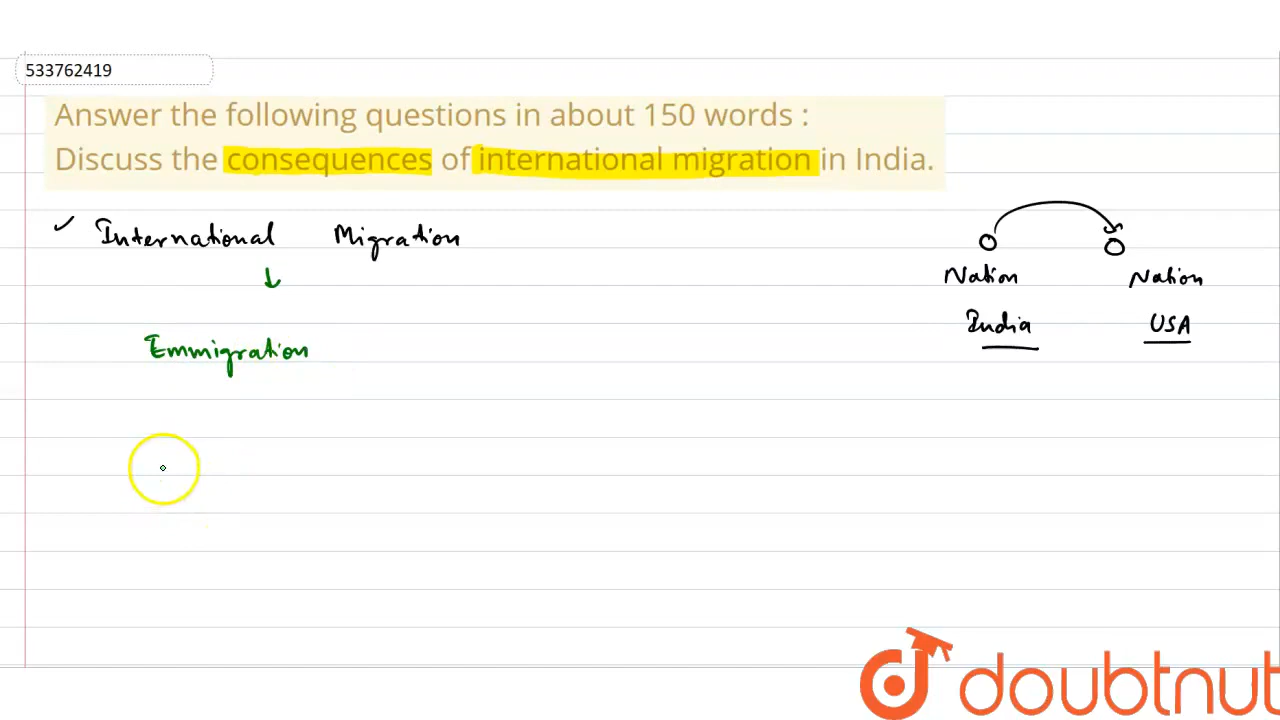 533762419
Answer the following questions in about 150 words :
Discuss the consequences of international migration in India.
International Migration
Emmigration
Nation Nation
India USA
doubtnut